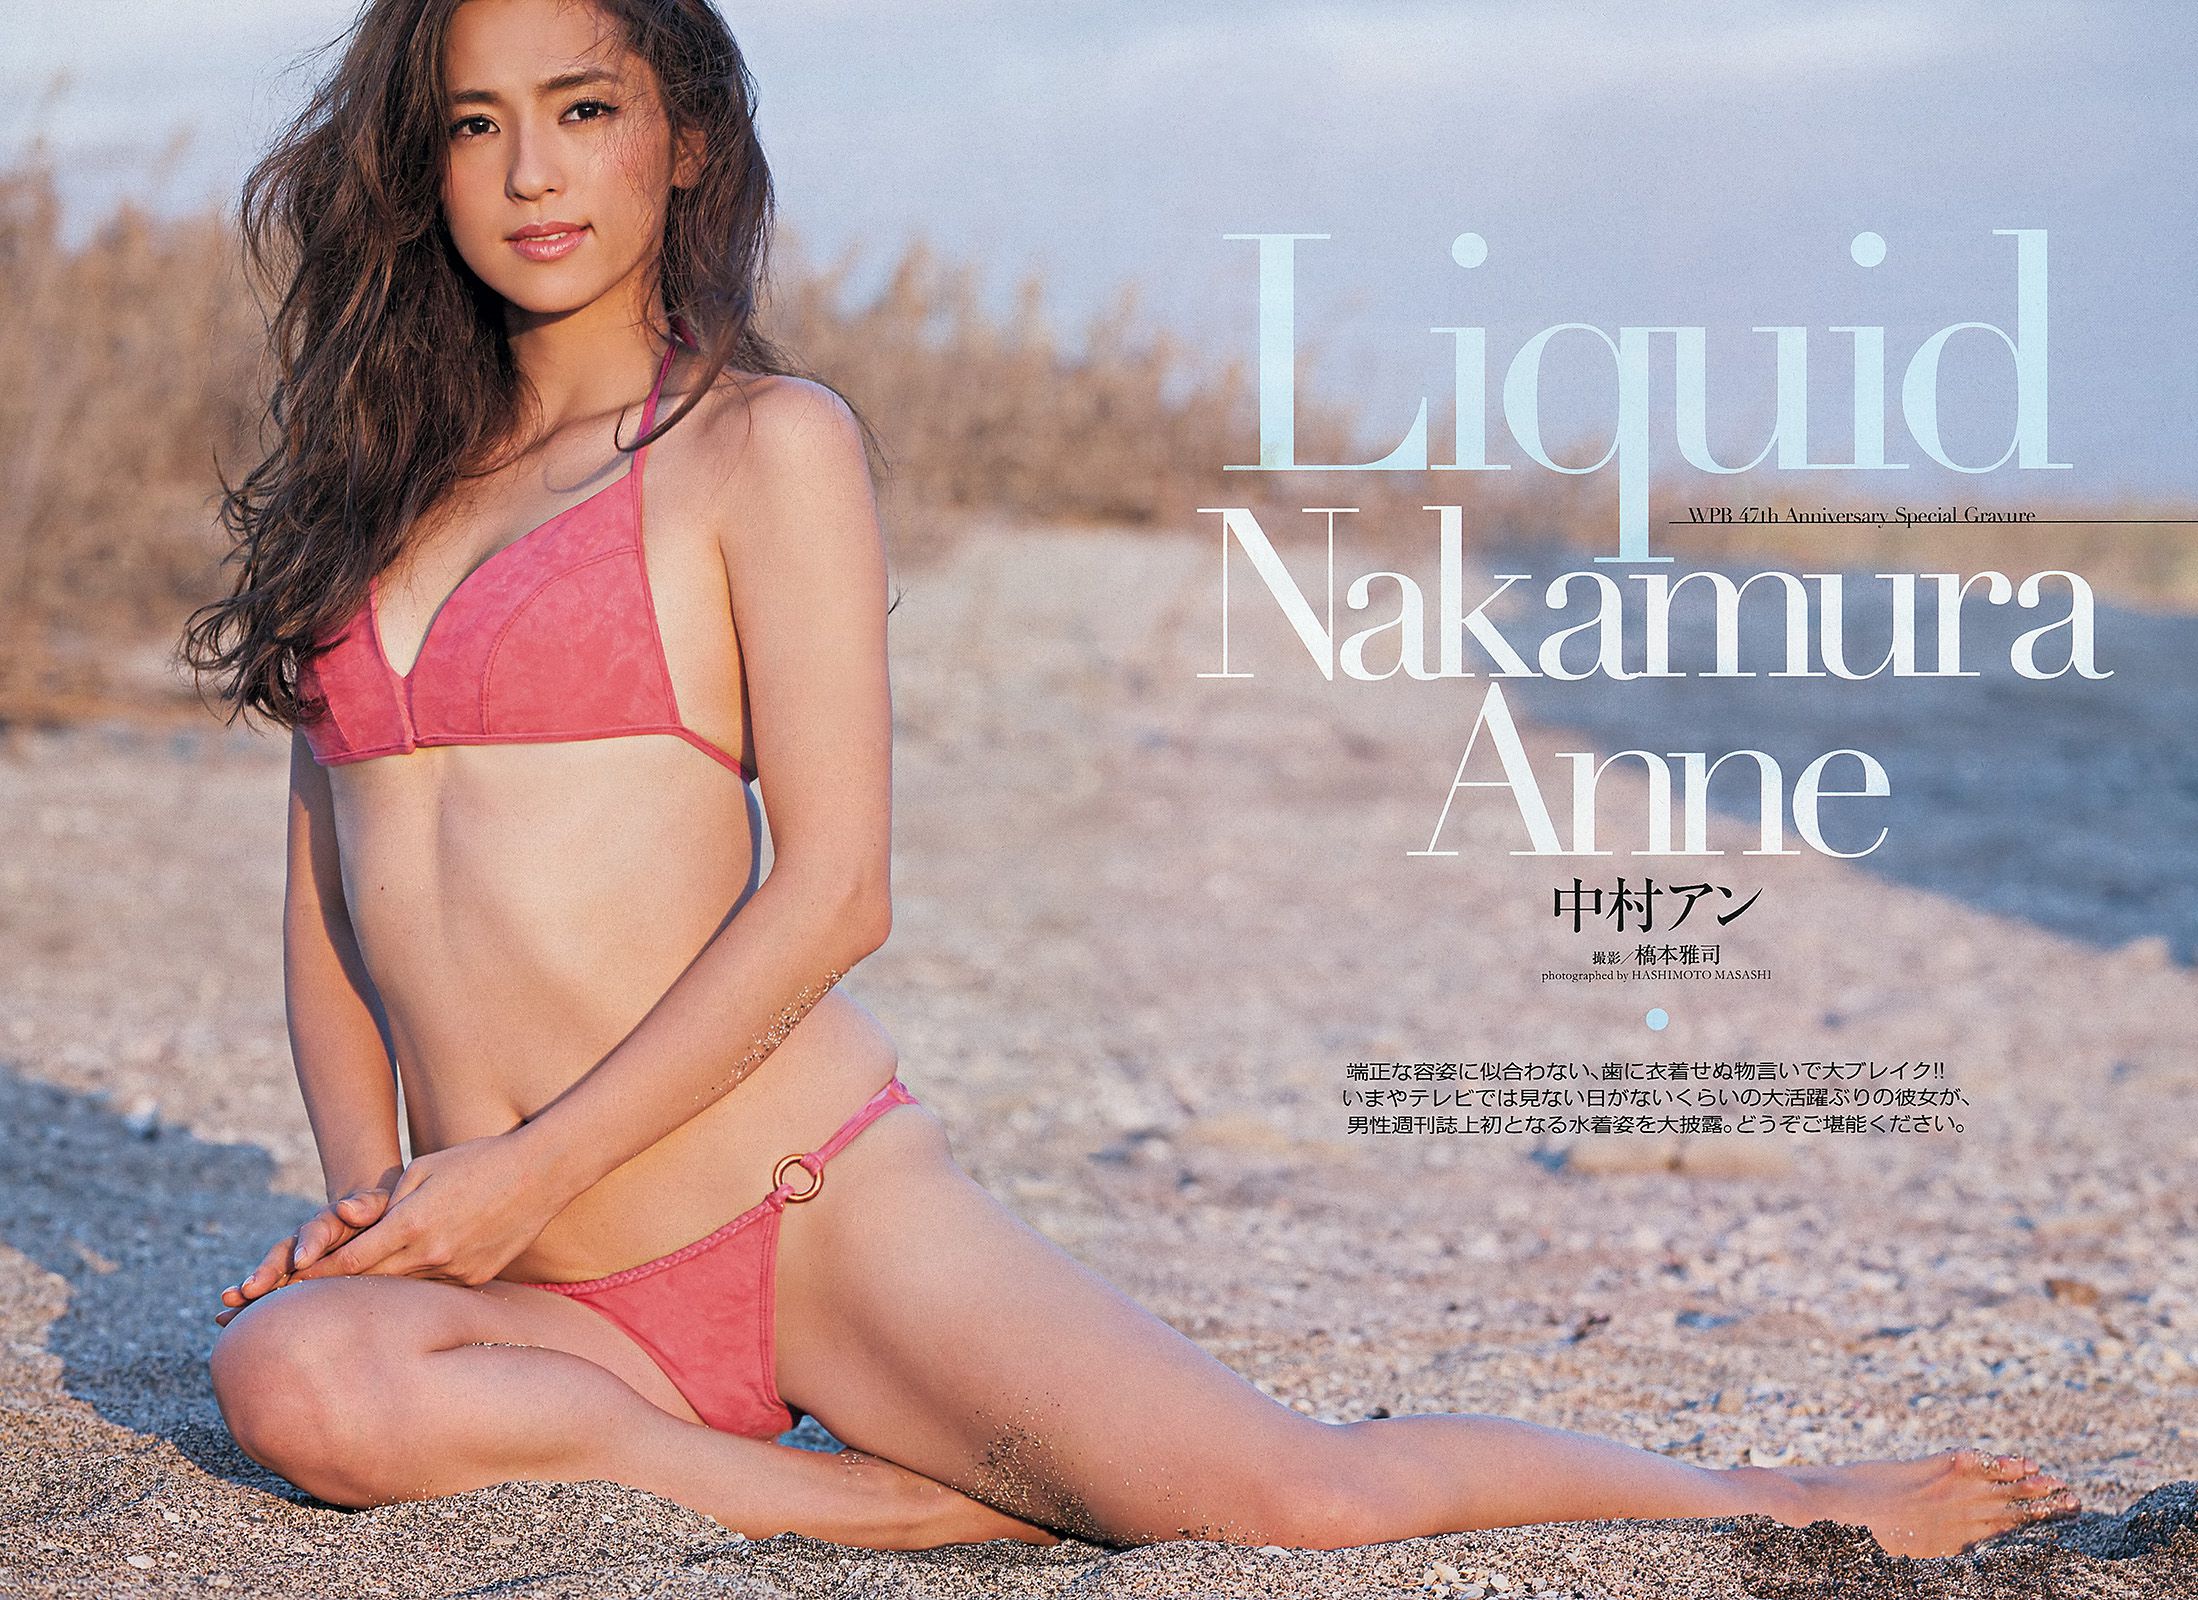 Liquid
WPB 47th Anniversary Special Gravure
Nakamura
Anne
中村アン
撮影／橋本雅司
photographed by HASHIMOTO MASASHI
端正な容姿に似合わない、歯に衣着せぬ物言いで大ブレイク!!
いまやテレビでは見ない日がないくらいの大活躍ぶりの彼女が、
男性週刊誌上初となる水着姿を大披露。どうぞご堪能ください。